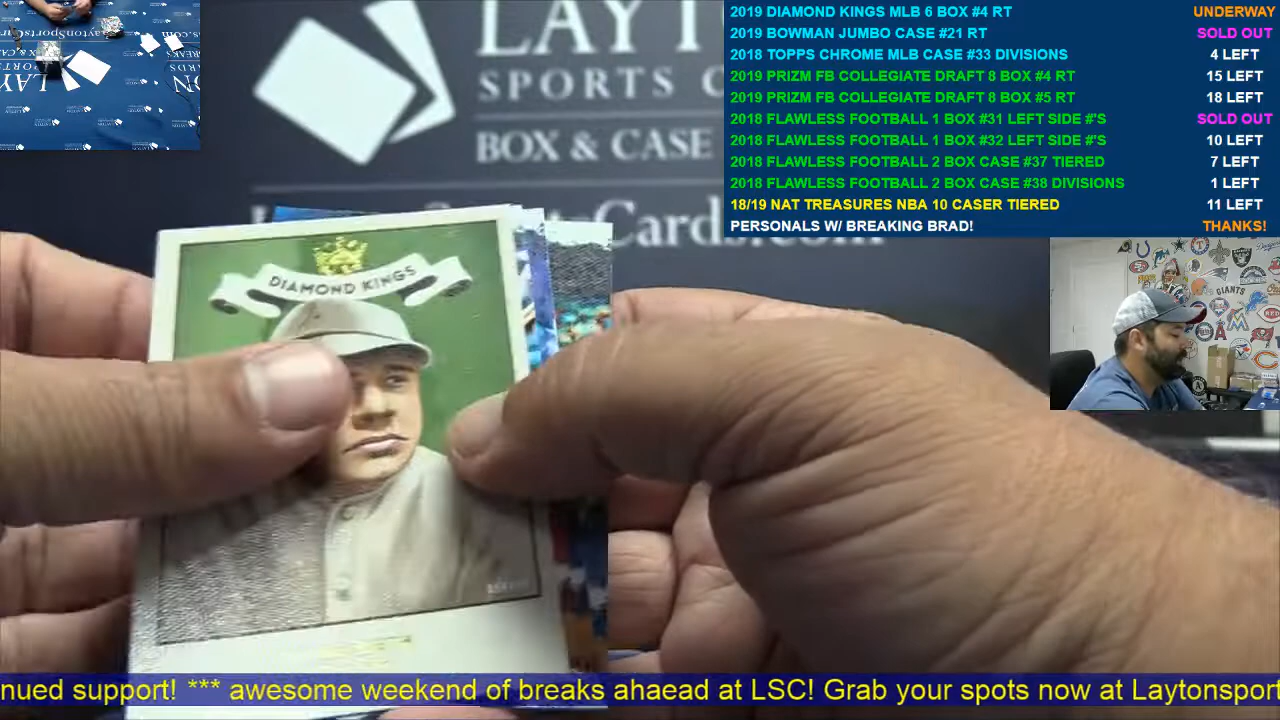 2019 DIAMOND KINGS MLB 6 BOX #4 RT UNDERWAY
2019 BOWMAN JUMBO CASE #21 RT SOLD OUT
2018 TOPPS CHROME MLB CASE #33 DIVISIONS 4 LEFT
2019 PRIZM FB COLLEGIATE DRAFT 8 BOX #4 RT 15 LEFT
2019 PRIZM FB COLLEGIATE DRAFT 8 BOX #5 RT 18 LEFT
2018 FLAWLESS FOOTBALL 1 BOX #31 LEFT SIDE #'S SOLD OUT
2018 FLAWLESS FOOTBALL 1 BOX #32 LEFT SIDE #'S 10 LEFT
2018 FLAWLESS FOOTBALL 2 BOX CASE #37 TIERED 7 LEFT
2018 FLAWLESS FOOTBALL 2 BOX CASE #38 DIVISIONS 1 LEFT
18/19 NAT TREASURES NBA 10 CASER TIERED 11 LEFT
PERSONALS W/ BREAKING BRAD! THANKS!
LAYT
SPORTS C
BOX & CASE
Cards.com
DIAMOND KINGS
GIANTS
nued support! *** awesome weekend of breaks ahaead at LSC! Grab your spots now at Laytonsport